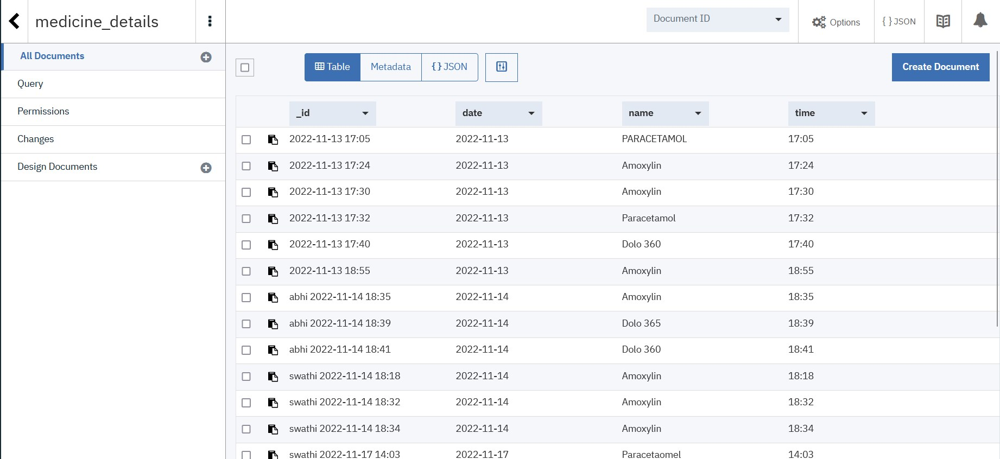 medicine_details
Document ID
Options
{ } JSON
All Documents
Query
Permissions
Changes
Design Documents
Table Metadata {} JSON
Create Document
_id date name time
2022-11-13 17:05 2022-11-13 PARACETAMOL 17:05
2022-11-13 17:24 2022-11-13 Amoxylin 17:24
2022-11-13 17:30 2022-11-13 Amoxylin 17:30
2022-11-13 17:32 2022-11-13 Paracetamol 17:32
2022-11-13 17:40 2022-11-13 Dolo 360 17:40
2022-11-13 18:55 2022-11-13 Amoxylin 18:55
abhi 2022-11-14 18:35 2022-11-14 Amoxylin 18:35
abhi 2022-11-14 18:39 2022-11-14 Dolo 365 18:39
abhi 2022-11-14 18:41 2022-11-14 Dolo 360 18:41
swathi 2022-11-14 18:18 2022-11-14 Amoxylin 18:18
swathi 2022-11-14 18:32 2022-11-14 Amoxylin 18:32
swathi 2022-11-14 18:34 2022-11-14 Amoxylin 18:34
swathi 2022-11-17 14:03 2022-11-17 Paracetaomel 14:03